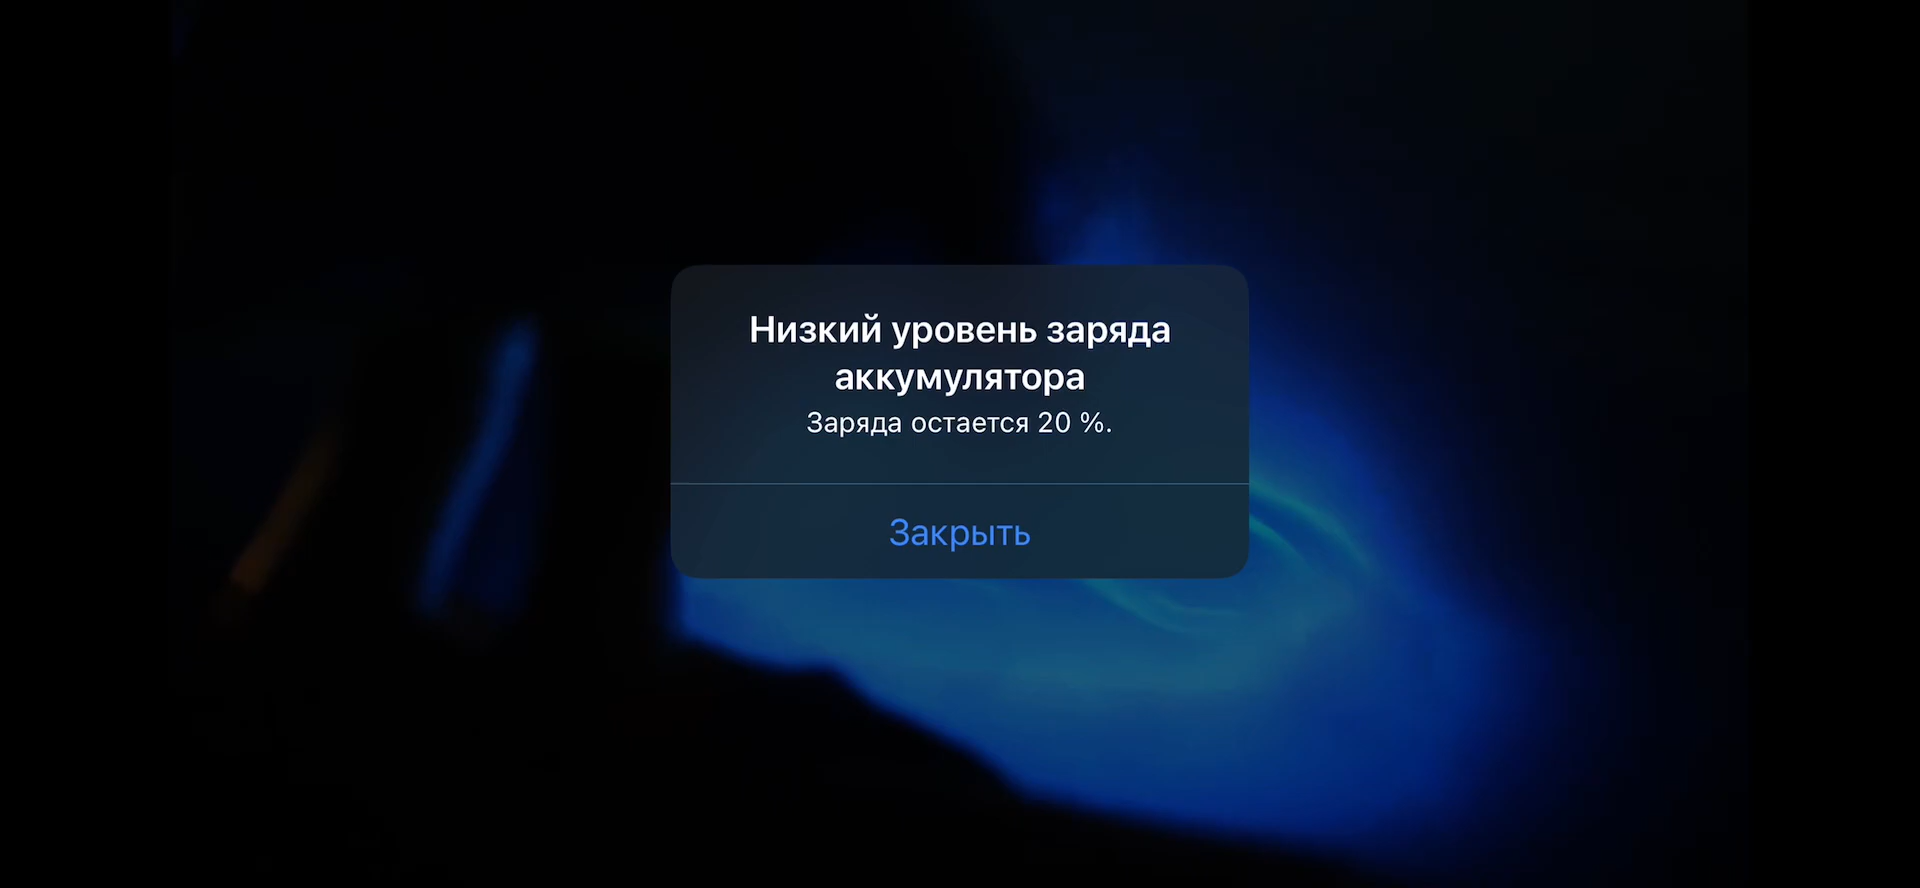 Низкий уровень заряда
аккумулятора
Заряда остается 20 %.
Закрыть